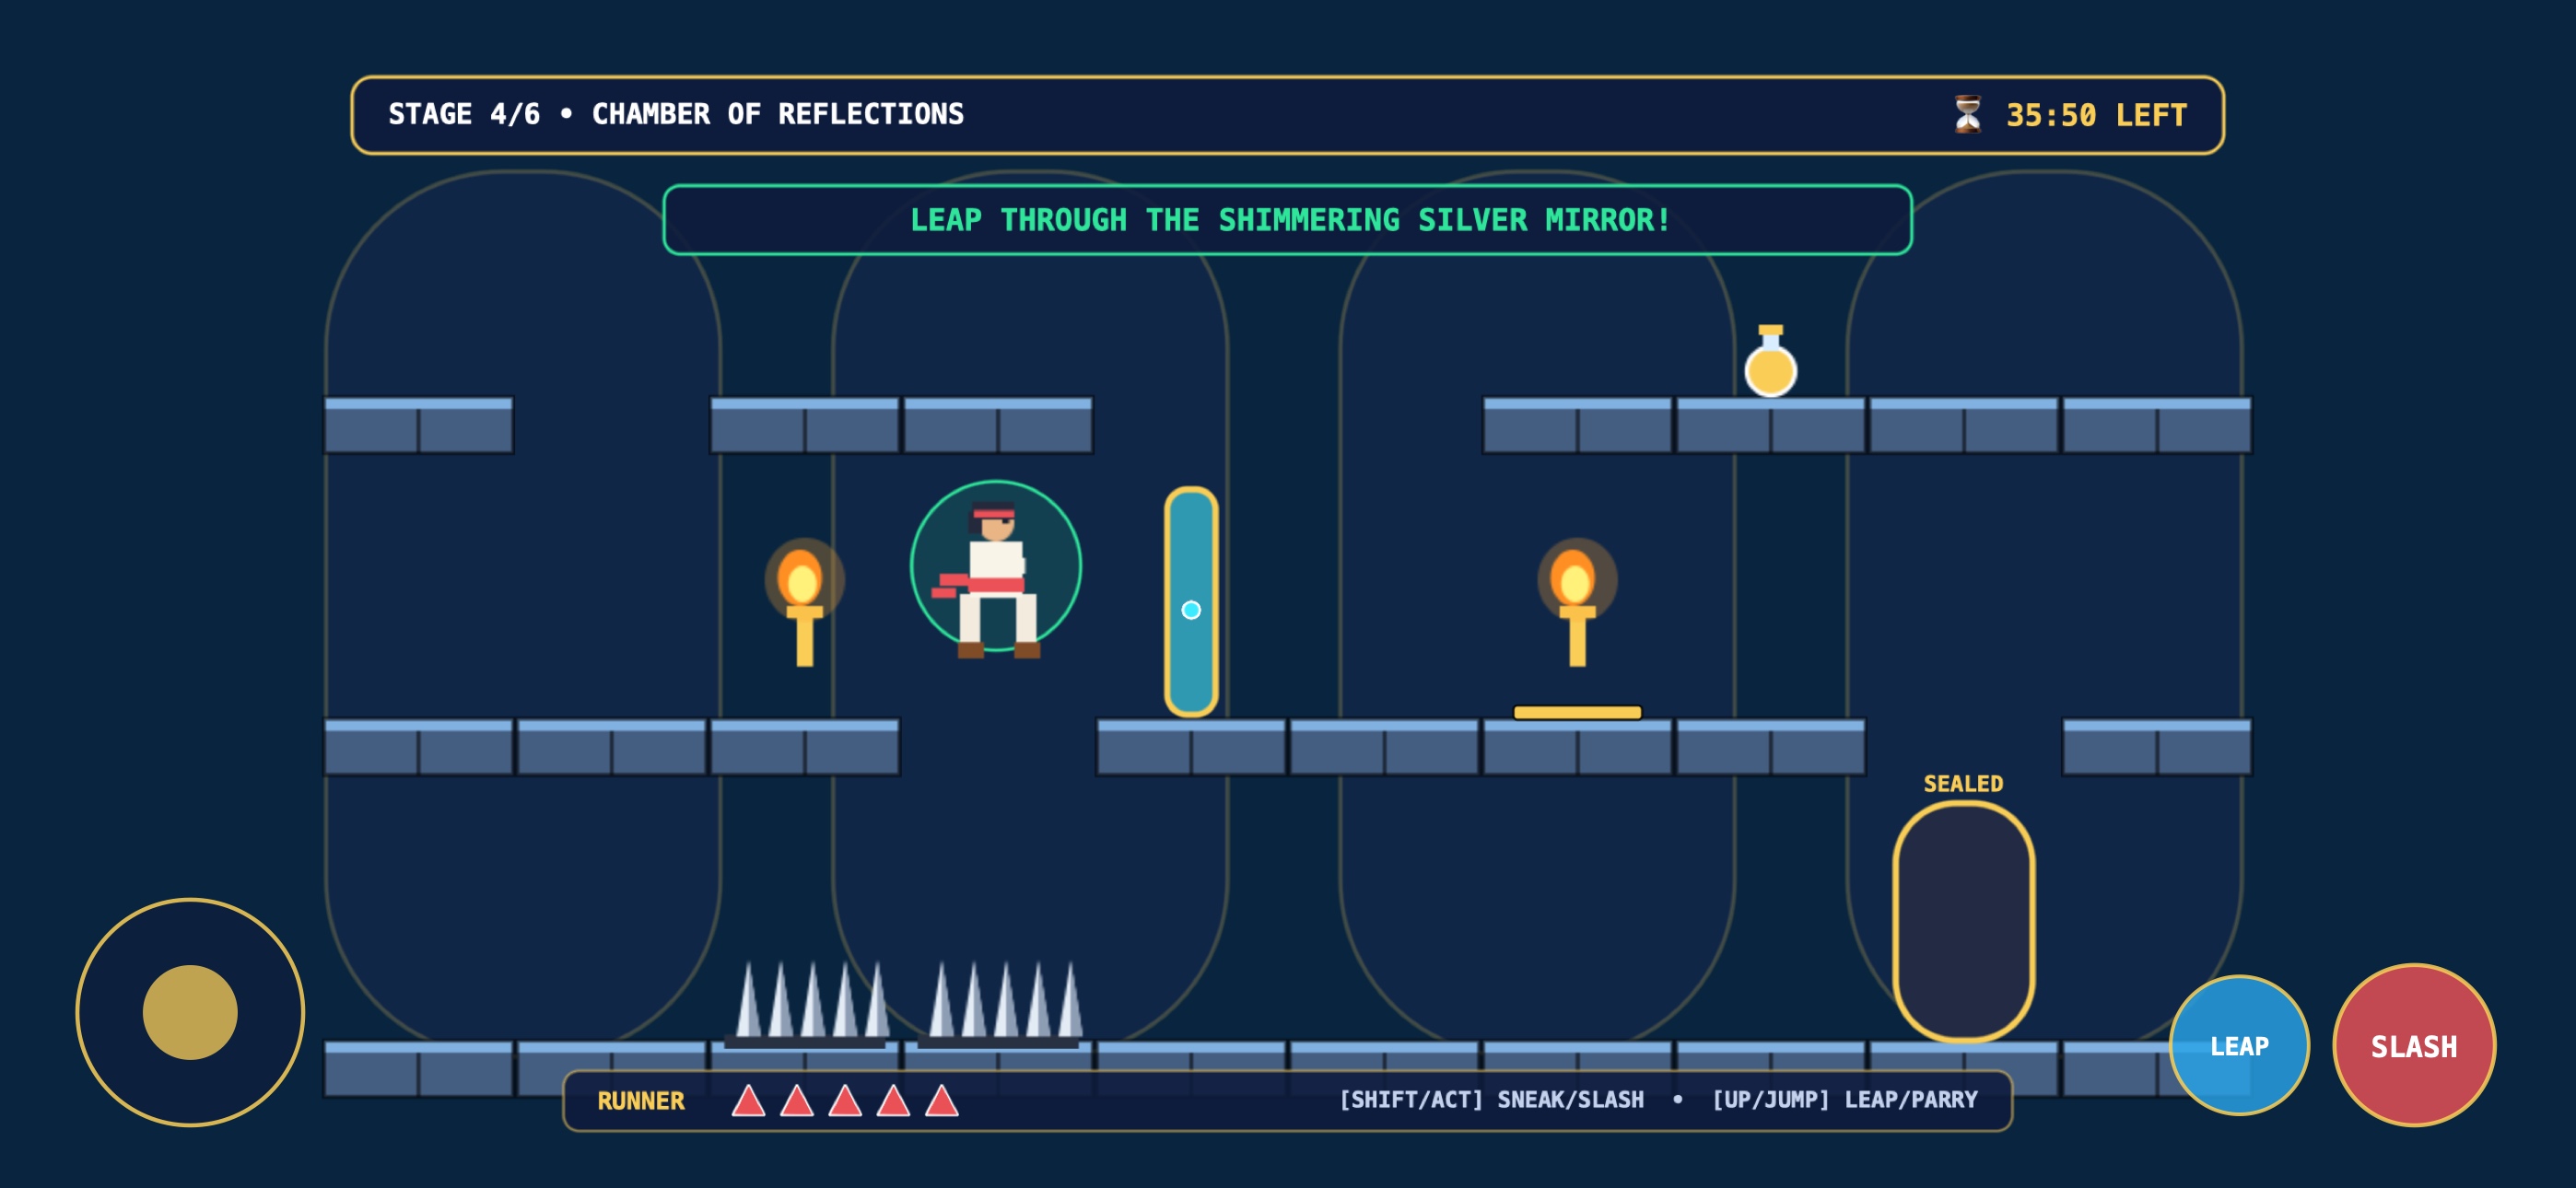 STAGE 4/6 • CHAMBER OF REFLECTIONS
⏳ 35:50 LEFT
LEAP THROUGH THE SHIMMERING SILVER MIRROR!
SEALED
LEAP
SLASH
RUNNER
[SHIFT/ACT] SNEAK/SLASH • [UP/JUMP] LEAP/PARRY